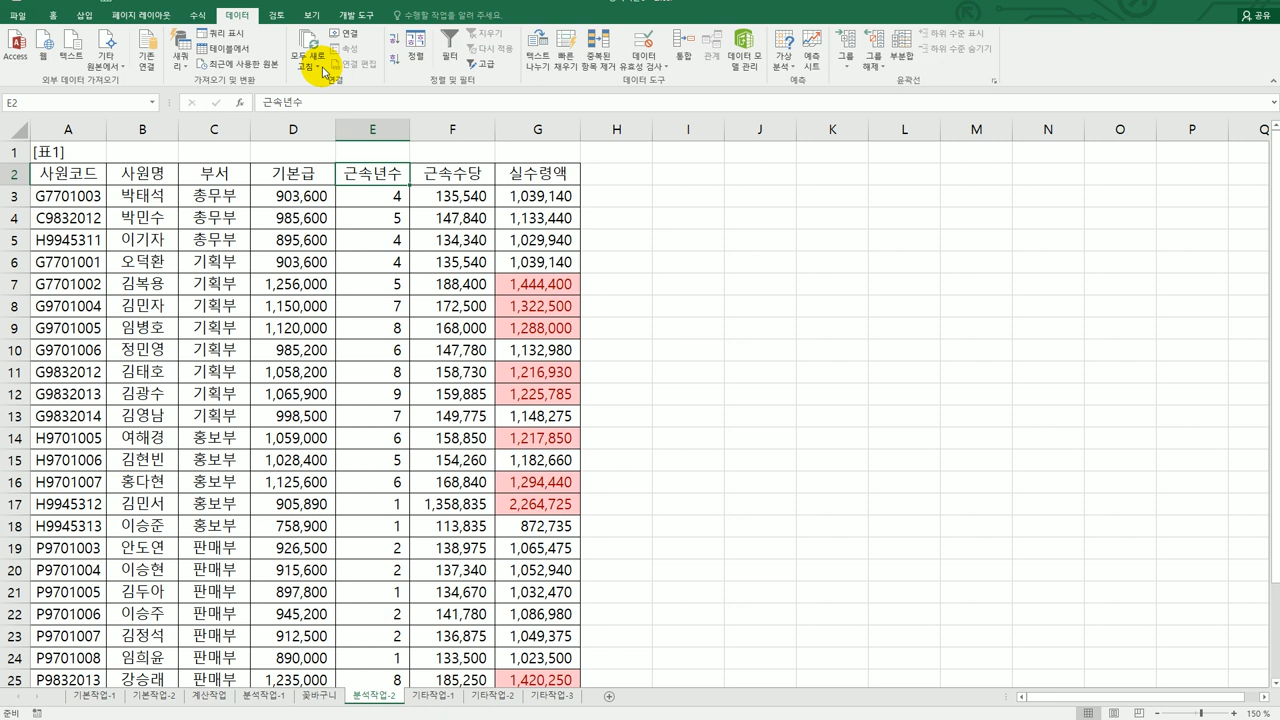 파일 홈 삽입 페이지 레이아웃 수식 데이터 검토 보기 개발 도구 수행할 작업을 알려 주세요. 공유
Access 웹 텍스트 기타 원본에서 기존 연결 새 쿼리 쿼리 표시 테이블에서 최근에 사용한 원본 모두 새로 고침 연결 속성 연결 편집 정렬 필터 지우기 다시 적용 고급 텍스트 나누기 빠른 채우기 중복된 항목 제거 데이터 유효성 검사 통합 관계 데이터 모델 관리 가상 분석 예측 시트 그룹 그룹 해제 부분합 하위 수준 표시 하위 수준 숨기기
외부 데이터 가져오기 가져오기 및 변환 연결 정렬 및 필터 데이터 도구 예측 윤곽선
E2 fx 근속년수
A B C D E F G H I J K L M N O P Q
1 [표1]
2 사원코드 사원명 부서 기본급 근속년수 근속수당 실수령액
3 G7701003 박태석 총무부 903,600 4 135,540 1,039,140
4 C9832012 박민수 총무부 985,600 5 147,840 1,133,440
5 H9945311 이기자 총무부 895,600 4 134,340 1,029,940
6 G7701001 오덕환 기획부 903,600 4 135,540 1,039,140
7 G7701002 김복용 기획부 1,256,000 5 188,400 1,444,400
8 G9701004 김민자 기획부 1,150,000 7 172,500 1,322,500
9 G9701005 임병호 기획부 1,120,000 8 168,000 1,288,000
10 G9701006 정민영 기획부 985,200 6 147,780 1,132,980
11 G9832012 김태호 기획부 1,058,200 8 158,730 1,216,930
12 G9832013 김광수 기획부 1,065,900 9 159,885 1,225,785
13 G9832014 김영남 기획부 998,500 7 149,775 1,148,275
14 H9701005 여해경 홍보부 1,059,000 6 158,850 1,217,850
15 H9701006 김현빈 홍보부 1,028,400 5 154,260 1,182,660
16 H9701007 홍다현 홍보부 1,125,600 6 168,840 1,294,440
17 H9945312 김민서 홍보부 905,890 1 1,358,835 2,264,725
18 H9945313 이승준 홍보부 758,900 1 113,835 872,735
19 P9701003 안도연 판매부 926,500 2 138,975 1,065,475
20 P9701004 이승현 판매부 915,600 2 137,340 1,052,940
21 P9701005 김두아 판매부 897,800 1 134,670 1,032,470
22 P9701006 이승주 판매부 945,200 2 141,780 1,086,980
23 P9701007 김정석 판매부 912,500 2 136,875 1,049,375
24 P9701008 임희윤 판매부 890,000 1 133,500 1,023,500
25 P9832013 강승래 판매부 1,235,000 8 185,250 1,420,250
기본작업-1 기본작업-2 계산작업 분석작업-1 꽃바구니 분석작업-2 기타작업-1 기타작업-2 기타작업-3
준비 150 %